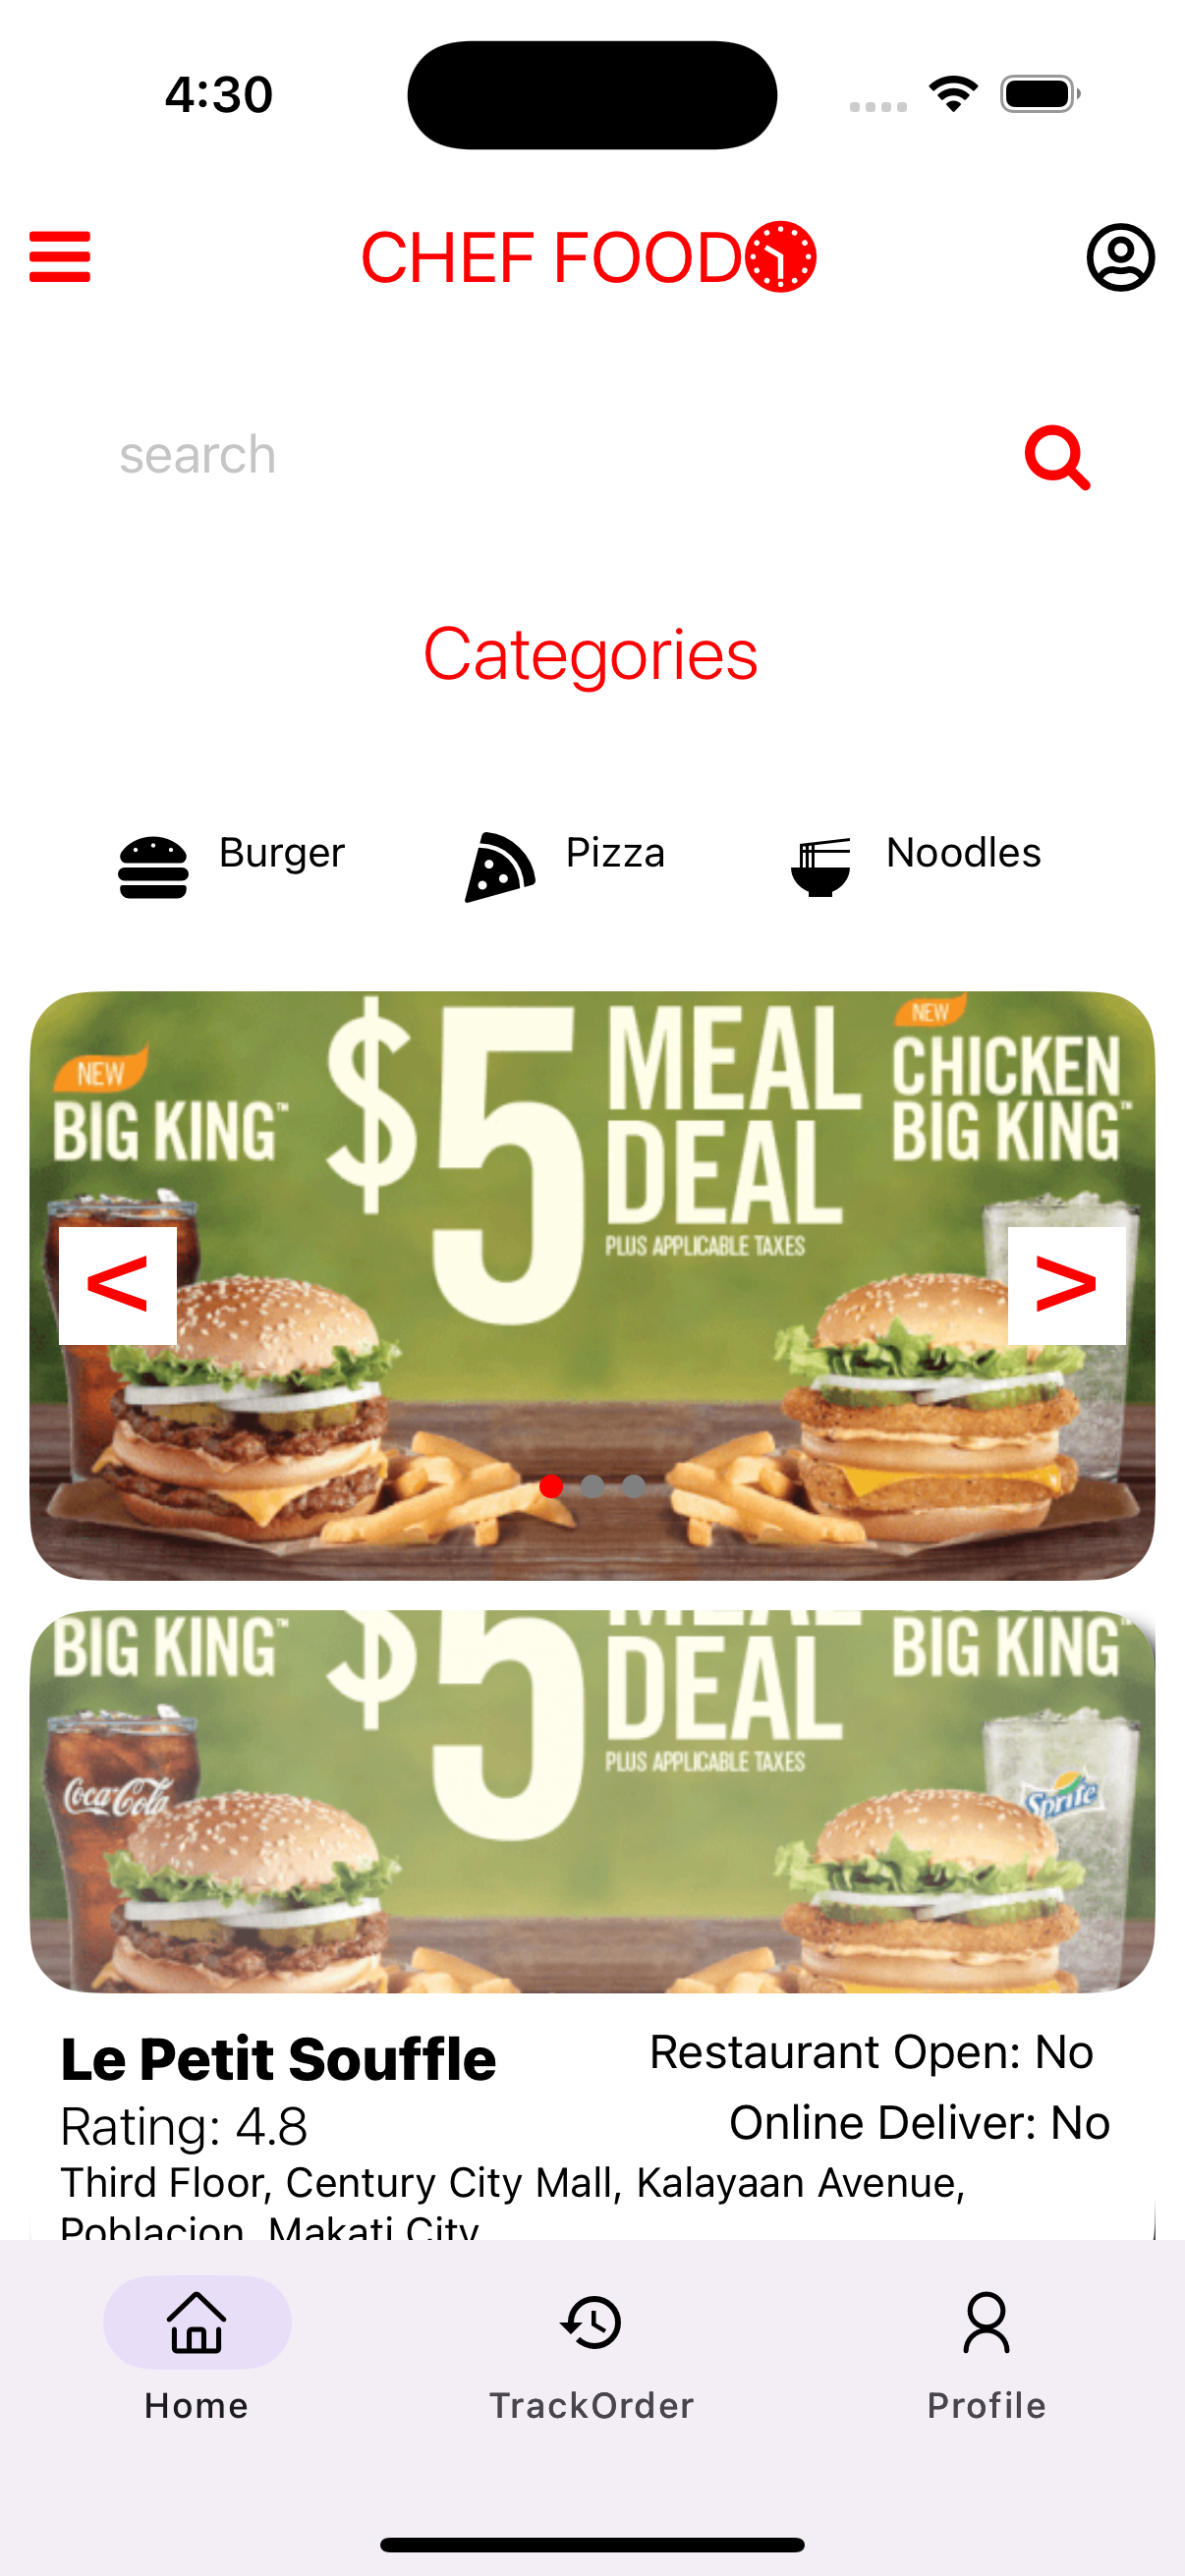 4:30
CHEF FOOD
search
Categories
Burger
Pizza
Noodles
NEW
BIG KING™
$5
MEAL
DEAL
PLUS APPLICABLE TAXES
NEW
CHICKEN
BIG KING™
<
>
BIG KING™
$5
MEAL
DEAL
PLUS APPLICABLE TAXES
BIG KING™
Coca-Cola
Sprite
Le Petit Souffle
Restaurant Open: No
Rating: 4.8
Online Deliver: No
Third Floor, Century City Mall, Kalayaan Avenue,
Poblacion, Makati City
Home
TrackOrder
Profile